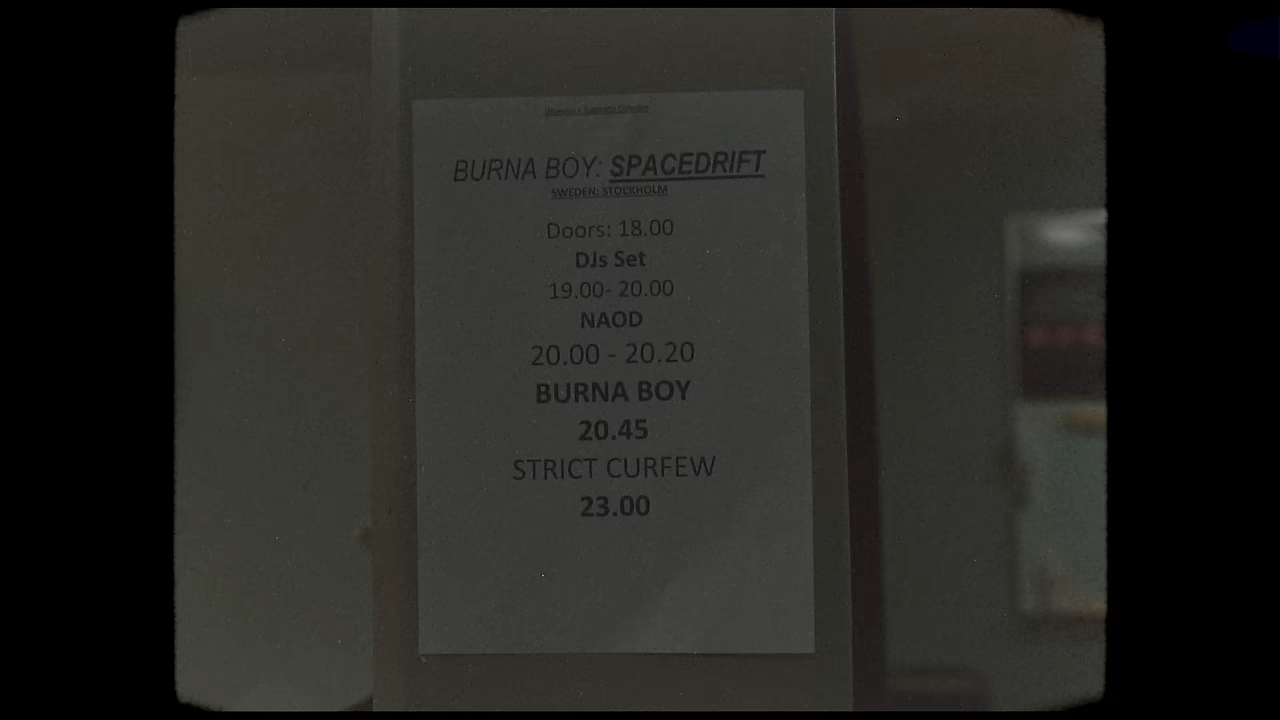 BURNA BOY: SPACEDRIFT
SWEDEN: STOCKHOLM
Doors: 18.00
DJs Set
19.00- 20.00
NAOD
20.00 - 20.20
BURNA BOY
20.45
STRICT CURFEW
23.00